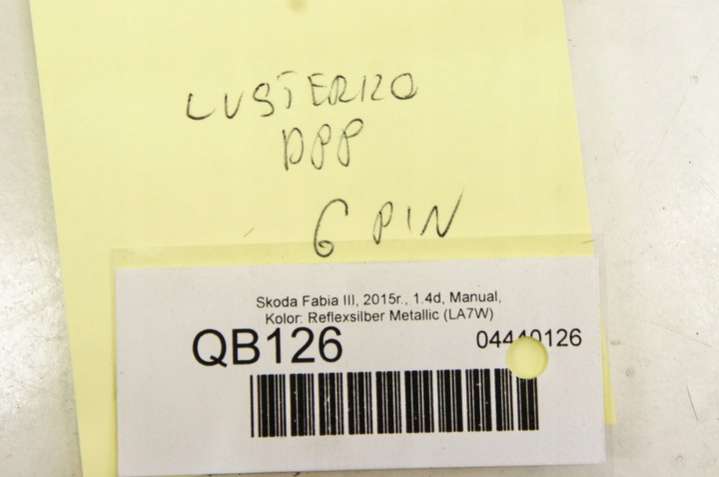 LUSTERKO
DPP
6 PIN
Skoda Fabia III, 2015r., 1.4d, Manual,
Kolor: Reflexsilber Metallic (LA7W)
QB126
04440126